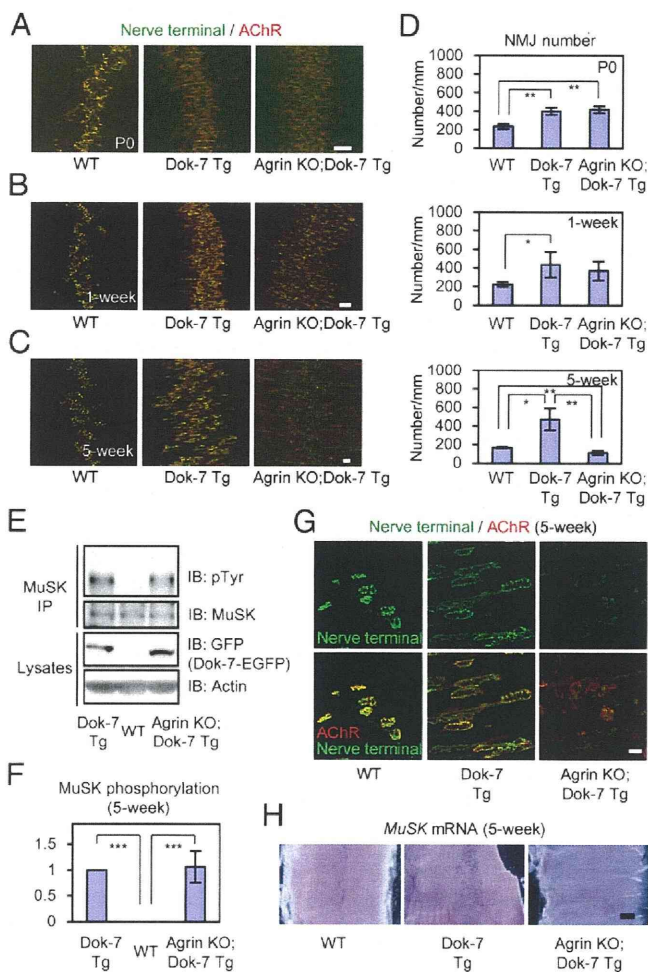 A
Nerve terminal / AChR
P0
WT Dok-7 Tg Agrin KO;Dok-7 Tg
B
1-week
WT Dok-7 Tg Agrin KO;Dok-7 Tg
C
5-week
WT Dok-7 Tg Agrin KO;Dok-7 Tg
D
NMJ number
P0
Number/mm
1000
800
600
400
200
0
** **
WT Dok-7 Agrin KO;
Tg Dok-7 Tg
1-week
Number/mm
1000
800
600
400
200
0
*
WT Dok-7 Agrin KO;
Tg Dok-7 Tg
5-week
Number/mm
1000
800
600
400
200
0
**
* **
WT Dok-7 Agrin KO;
Tg Dok-7 Tg
E
MuSK
IP
IB: pTyr
IB: MuSK
Lysates
IB: GFP
(Dok-7-EGFP)
IB: Actin
Dok-7 WT Agrin KO;
Tg Dok-7 Tg
F
MuSK phosphorylation
(5-week)
1.5
1
0.5
0
*** ***
Dok-7 WT Agrin KO;
Tg Dok-7 Tg
G
Nerve terminal / AChR (5-week)
Nerve terminal
AChR
Nerve terminal
WT Dok-7 Agrin KO;
Tg Dok-7 Tg
H
MuSK mRNA (5-week)
WT Dok-7 Agrin KO;
Tg Dok-7 Tg